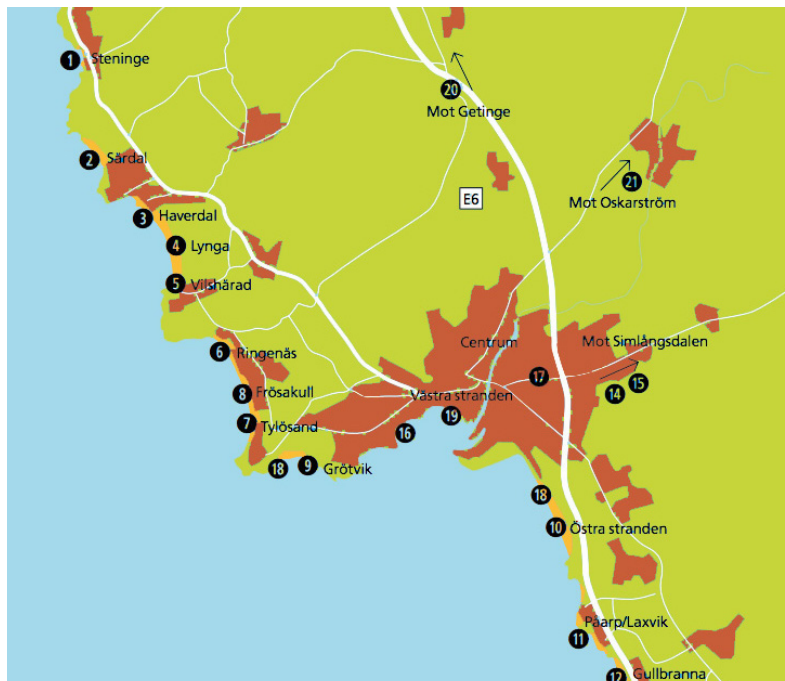 1 Steninge
20
Mot Getinge
2 Särdal
21
Mot Oskarström
E6
3 Haverdal
4 Lynga
5 Vilshärad
Centrum
Mot Simlångsdalen
6 Ringenäs
17
8 Frösakull
14 15
Västra stranden
7 Tylösand
16
19
18 9 Grötvik
18
10 Östra stranden
Påarp/Laxvik
11
12 Gullbranna